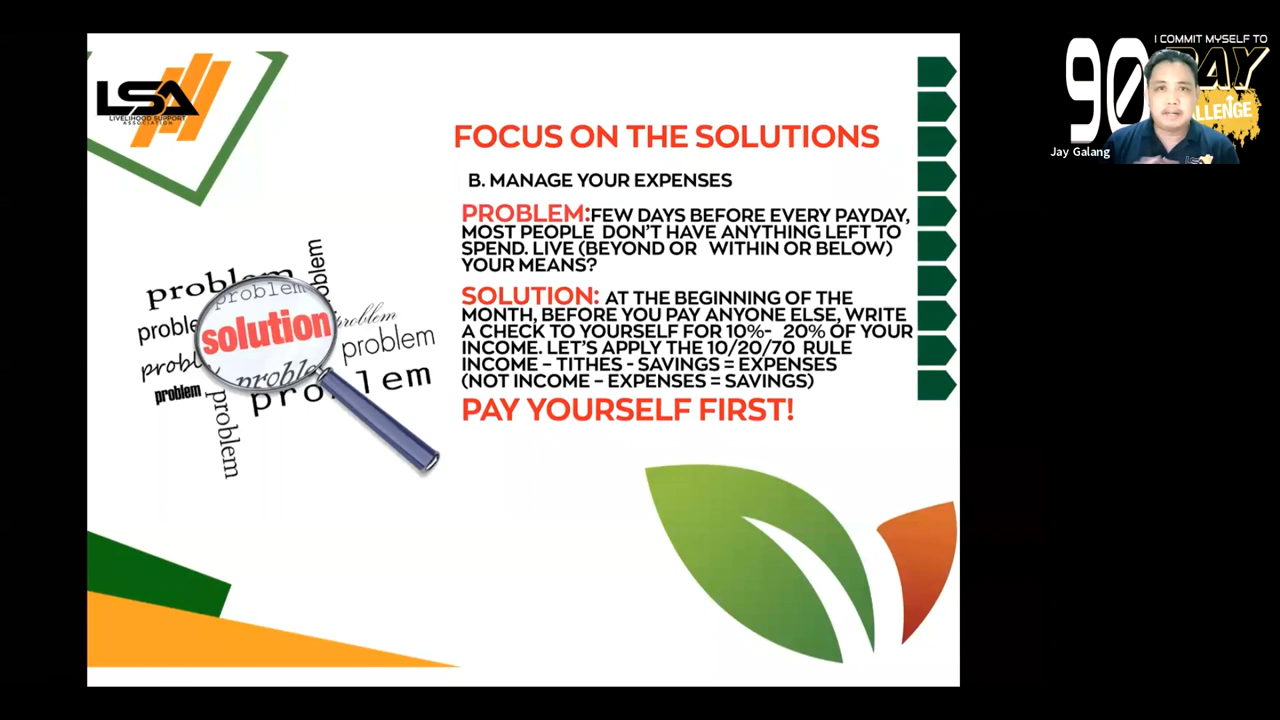 LSA
LIVELIHOOD SUPPORT
ASSOCIATION
FOCUS ON THE SOLUTIONS
B. MANAGE YOUR EXPENSES
PROBLEM:FEW DAYS BEFORE EVERY PAYDAY,
MOST PEOPLE DON'T HAVE ANYTHING LEFT TO
SPEND. LIVE (BEYOND OR WITHIN OR BELOW)
YOUR MEANS?
SOLUTION: AT THE BEGINNING OF THE
MONTH, BEFORE YOU PAY ANYONE ELSE, WRITE
A CHECK TO YOURSELF FOR 10%- 20% OF YOUR
INCOME. LET'S APPLY THE 10/20/70 RULE
INCOME – TITHES - SAVINGS = EXPENSES
(NOT INCOME – EXPENSES = SAVINGS)
PAY YOURSELF FIRST!
problem
problem
problem
solution
problem
problem
problem
problem
problem
I COMMIT MYSELF TO
90
DAY
Jay Galang